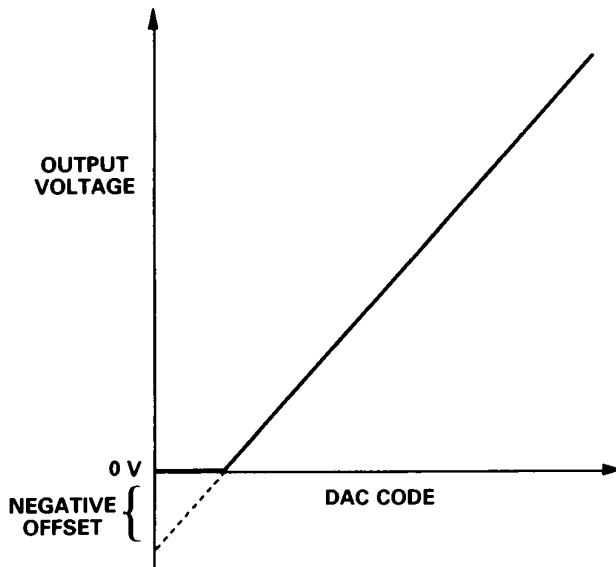 OUTPUT
VOLTAGE
0 V
NEGATIVE
OFFSET
DAC CODE